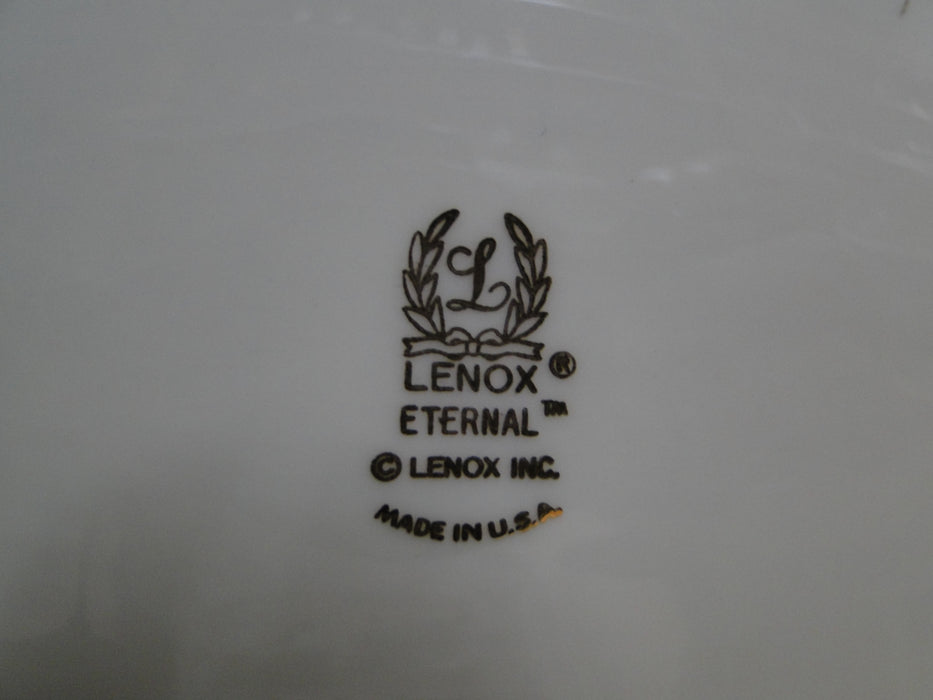 L
LENOX®
ETERNAL™
© LENOX INC.
MADE IN U.S.A.